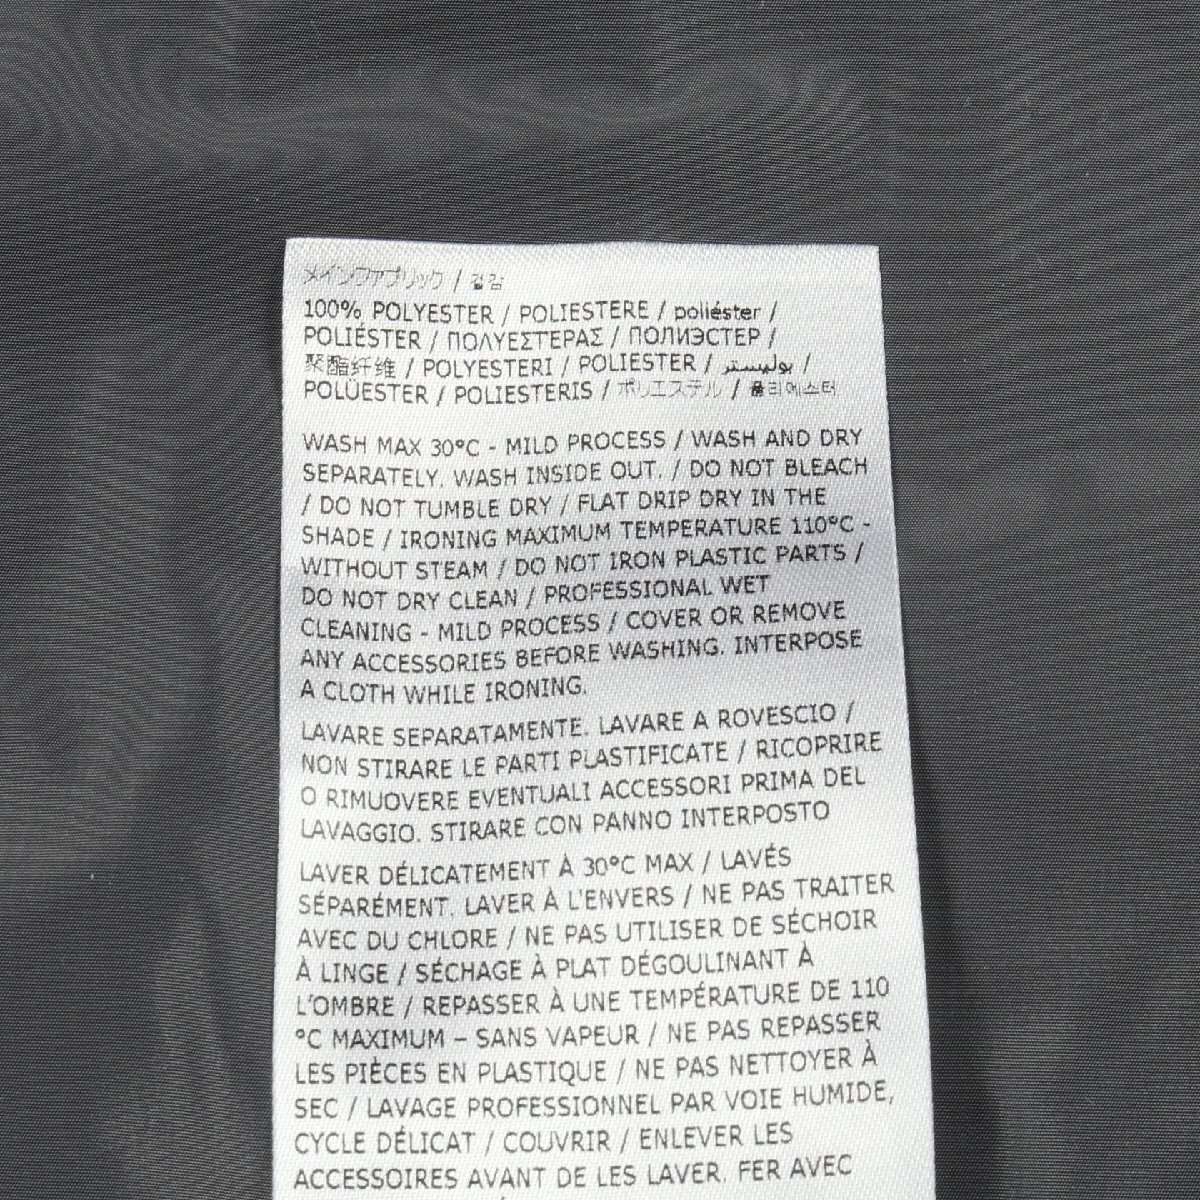 メインファブリック / 겉감
100% POLYESTER / POLIESTERE / poliéster /
POLIÉSTER / ΠΟΛΥΕΣΤΕΡΑΣ / ПОЛИЭСТЕР /
聚酯纤维 / POLYESTERI / POLIESTER / بوليستر /
POLÜESTER / POLIESTERIS / ポリエステル / 폴리에스터
WASH MAX 30°C - MILD PROCESS / WASH AND DRY
SEPARATELY. WASH INSIDE OUT. / DO NOT BLEACH
/ DO NOT TUMBLE DRY / FLAT DRIP DRY IN THE
SHADE / IRONING MAXIMUM TEMPERATURE 110°C -
WITHOUT STEAM / DO NOT IRON PLASTIC PARTS /
DO NOT DRY CLEAN / PROFESSIONAL WET
CLEANING - MILD PROCESS / COVER OR REMOVE
ANY ACCESSORIES BEFORE WASHING. INTERPOSE
A CLOTH WHILE IRONING.
LAVARE SEPARATAMENTE. LAVARE A ROVESCIO /
NON STIRARE LE PARTI PLASTIFICATE / RICOPRIRE
O RIMUOVERE EVENTUALI ACCESSORI PRIMA DEL
LAVAGGIO. STIRARE CON PANNO INTERPOSTO
LAVER DÉLICATEMENT À 30°C MAX / LAVÉS
SÉPARÉMENT. LAVER À L'ENVERS / NE PAS TRAITER
AVEC DU CHLORE / NE PAS UTILISER DE SÉCHOIR
À LINGE / SÉCHAGE À PLAT DÉGOULINANT À
L'OMBRE / REPASSER À UNE TEMPÉRATURE DE 110
°C MAXIMUM – SANS VAPEUR / NE PAS REPASSER
LES PIÈCES EN PLASTIQUE / NE PAS NETTOYER À
SEC / LAVAGE PROFESSIONNEL PAR VOIE HUMIDE,
CYCLE DÉLICAT / COUVRIR / ENLEVER LES
ACCESSOIRES AVANT DE LES LAVER. FER AVEC